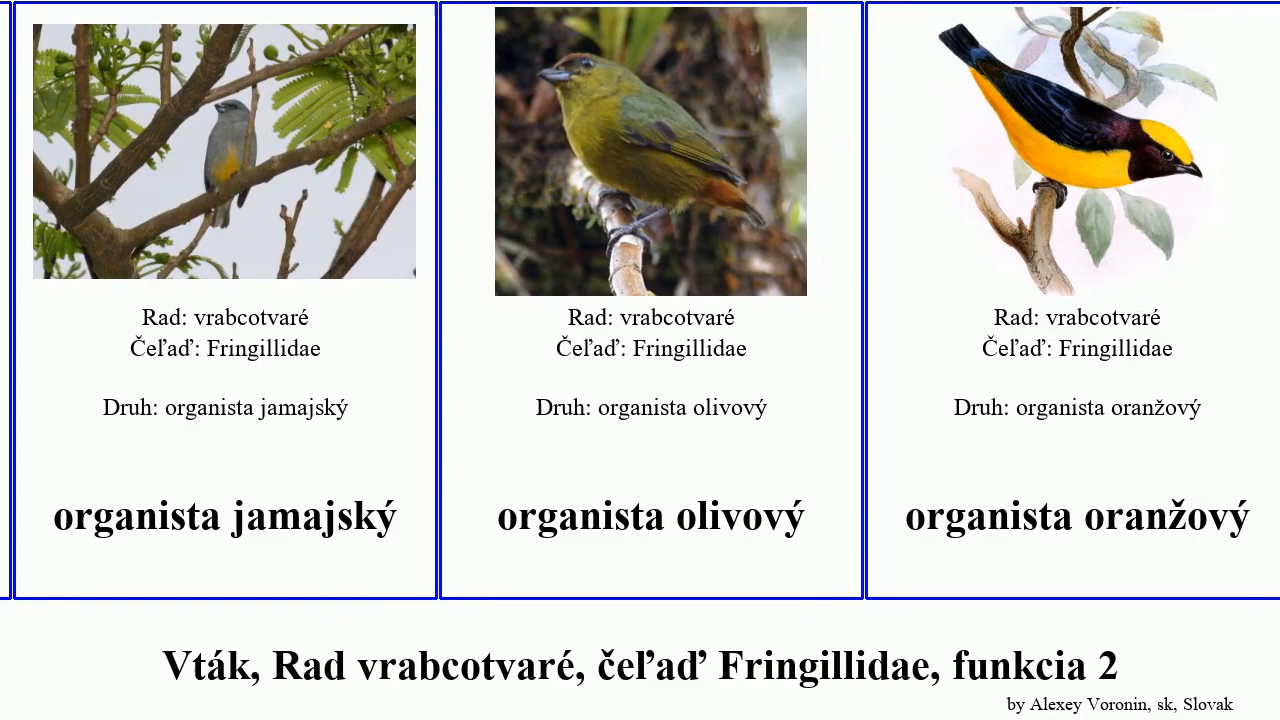 Rad: vrabcotvaré
Čeľaď: Fringillidae
Druh: organista jamajský
organista jamajský
Rad: vrabcotvaré
Čeľaď: Fringillidae
Druh: organista olivový
organista olivový
Rad: vrabcotvaré
Čeľaď: Fringillidae
Druh: organista oranžový
organista oranžový
Vták, Rad vrabcotvaré, čeľaď Fringillidae, funkcia 2
by Alexey Voronin, sk, Slovak